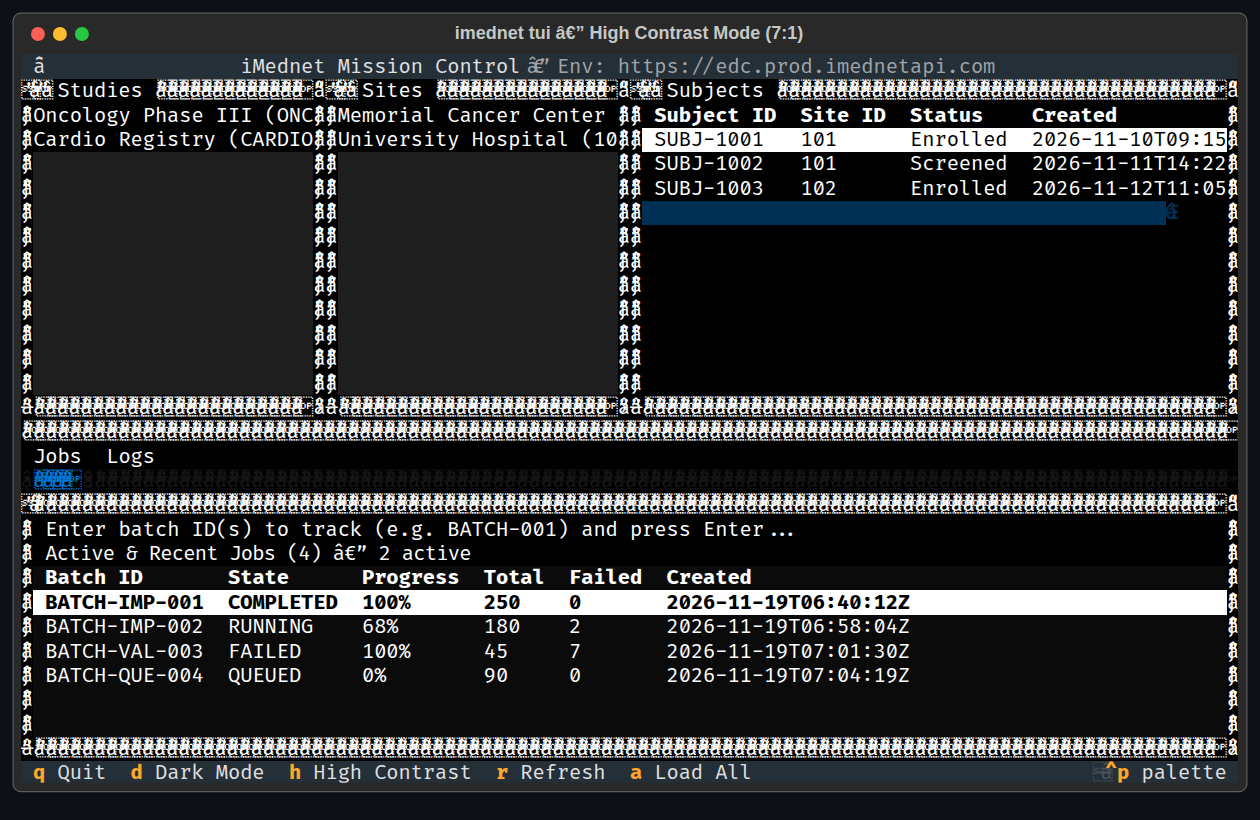 imednet tui â€” High Contrast Mode (7:1)
iMednet Mission Control â€” Env: https://edc.prod.imednetapi.com
Studies Sites Subjects
Oncology Phase III (ONC Memorial Cancer Center Subject ID Site ID Status Created
Cardio Registry (CARDIO University Hospital (10 SUBJ-1001 101 Enrolled 2026-11-10T09:15
SUBJ-1002 101 Screened 2026-11-11T14:22
SUBJ-1003 102 Enrolled 2026-11-12T11:05
Jobs Logs
Enter batch ID(s) to track (e.g. BATCH-001) and press Enter...
Active & Recent Jobs (4) â€” 2 active
Batch ID State Progress Total Failed Created
BATCH-IMP-001 COMPLETED 100% 250 0 2026-11-19T06:40:12Z
BATCH-IMP-002 RUNNING 68% 180 2 2026-11-19T06:58:04Z
BATCH-VAL-003 FAILED 100% 45 7 2026-11-19T07:01:30Z
BATCH-QUE-004 QUEUED 0% 90 0 2026-11-19T07:04:19Z
q Quit d Dark Mode h High Contrast r Refresh a Load All ^p palette